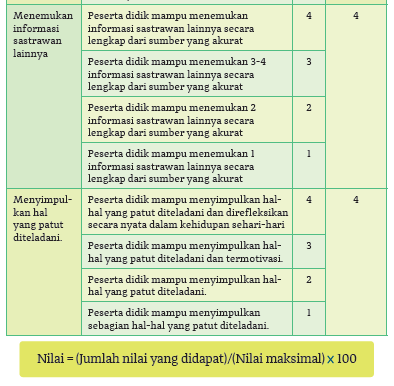 Menemukan informasi sastrawan lainnya
Peserta didik mampu menemukan
informasi sastrawan lainnya secara
lengkap dari sumber yang akurat
4
4
Peserta didik mampu menemukan 3-4
informasi sastrawan lainnya secara
lengkap dari sumber yang akurat
3
Peserta didik mampu menemukan 2
informasi sastrawan lainnya secara
lengkap dari sumber yang akurat
2
Peserta didik mampu menemukan 1
informasi sastrawan lainnya secara
lengkap dari sumber yang akurat
1
Menyimpul-
kan hal
yang patut
diteladani.
Peserta didik mampu menyimpulkan hal-
hal yang patut diteladani dan direfleksikan
secara nyata dalam kehidupan sehari-hari
4
4
Peserta didik mampu menyimpulkan hal-
hal yang patut diteladani dan termotivasi.
3
Peserta didik mampu menyimpulkan hal-
hal yang patut diteladani.
2
Peserta didik mampu menyimpulkan
sebagian hal-hal yang patut diteladani.
1
Nilai = (Jumlah nilai yang didapat)/(Nilai maksimal) x 100